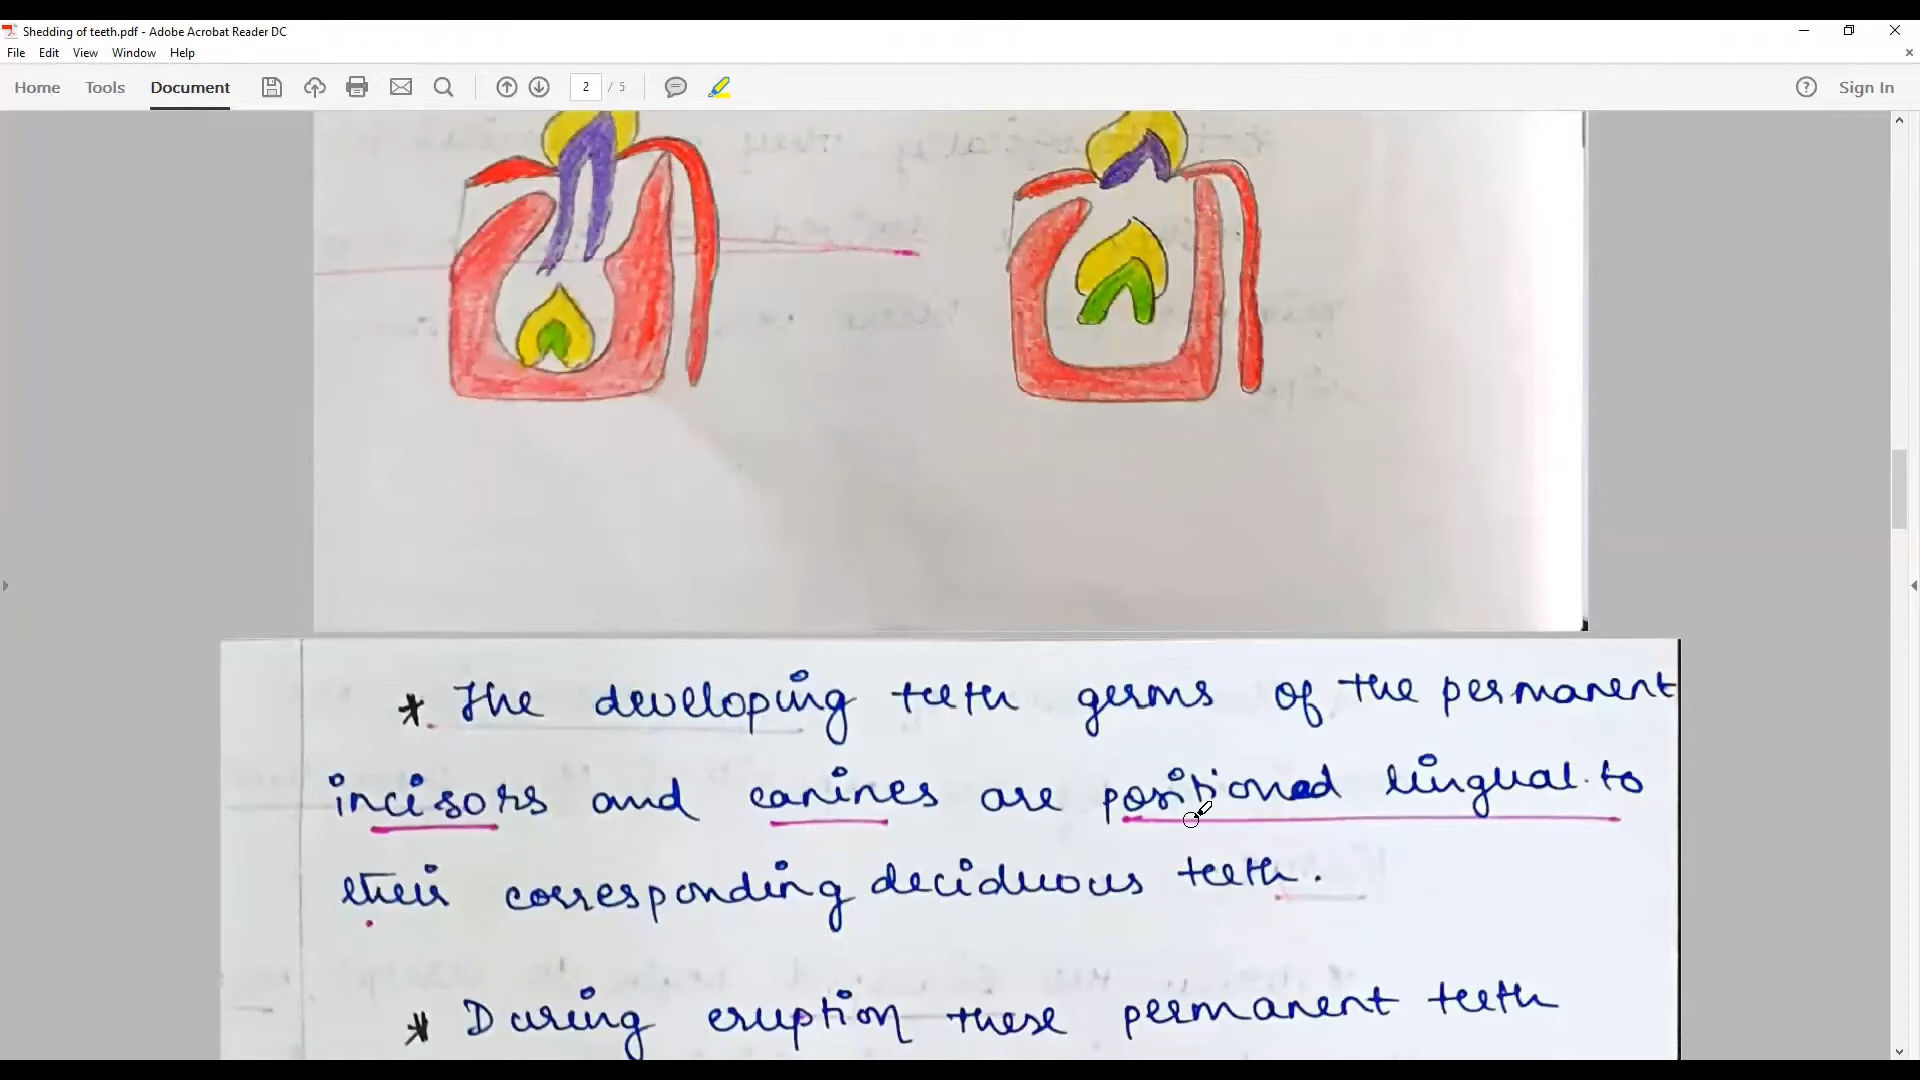 Shedding of teeth.pdf - Adobe Acrobat Reader DC
File Edit View Window Help
Home Tools Document 2 / 5 Sign In
*. The developing teeth germs of the permanent
incisors and canines are positioned lingual to
their corresponding deciduous teeth.
* During eruption these permanent teeth